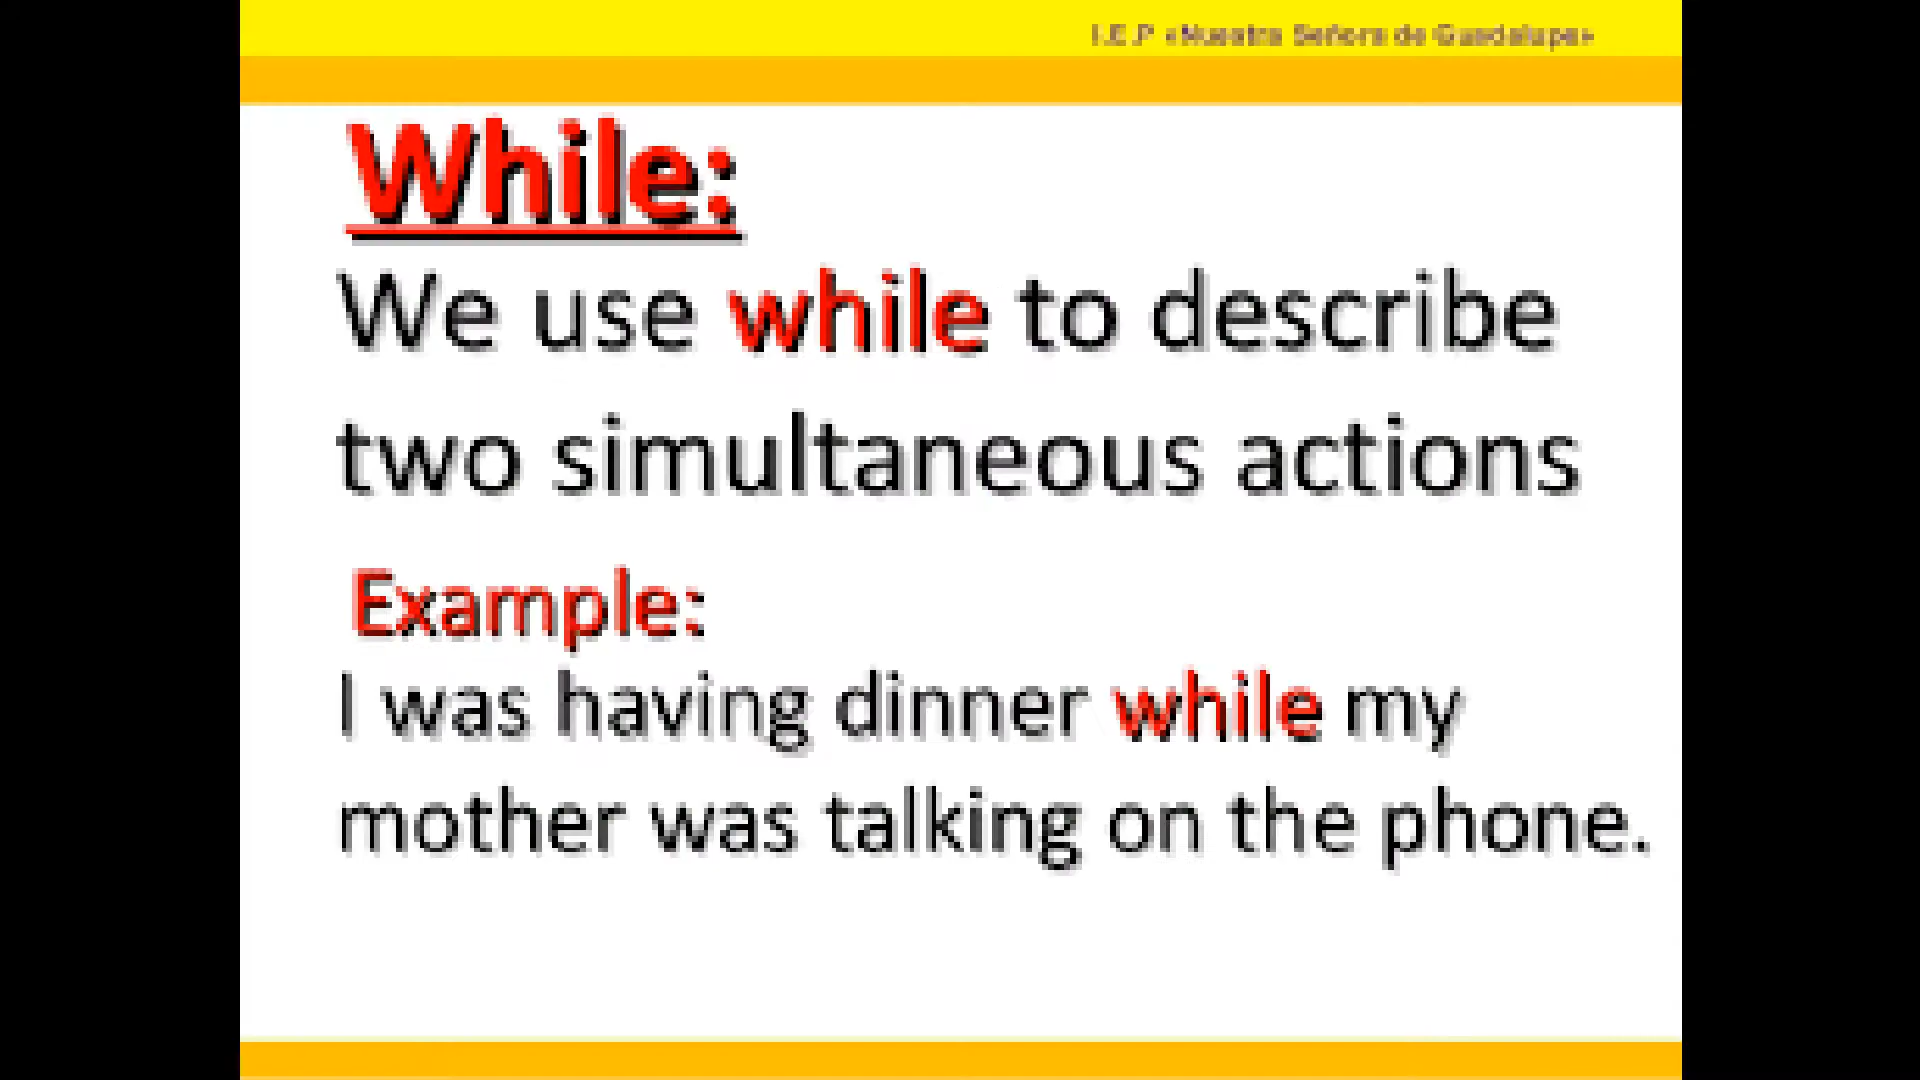 I.E.P «Nuestra Señora de Guadalupe»
While:
We use while to describe
two simultaneous actions
Example:
I was having dinner while my
mother was talking on the phone.